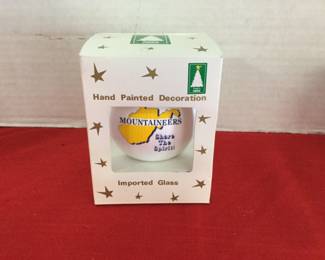 Hand Painted Decoration
MOUNTAINEERS
Share
The
Spirit!
Imported Glass